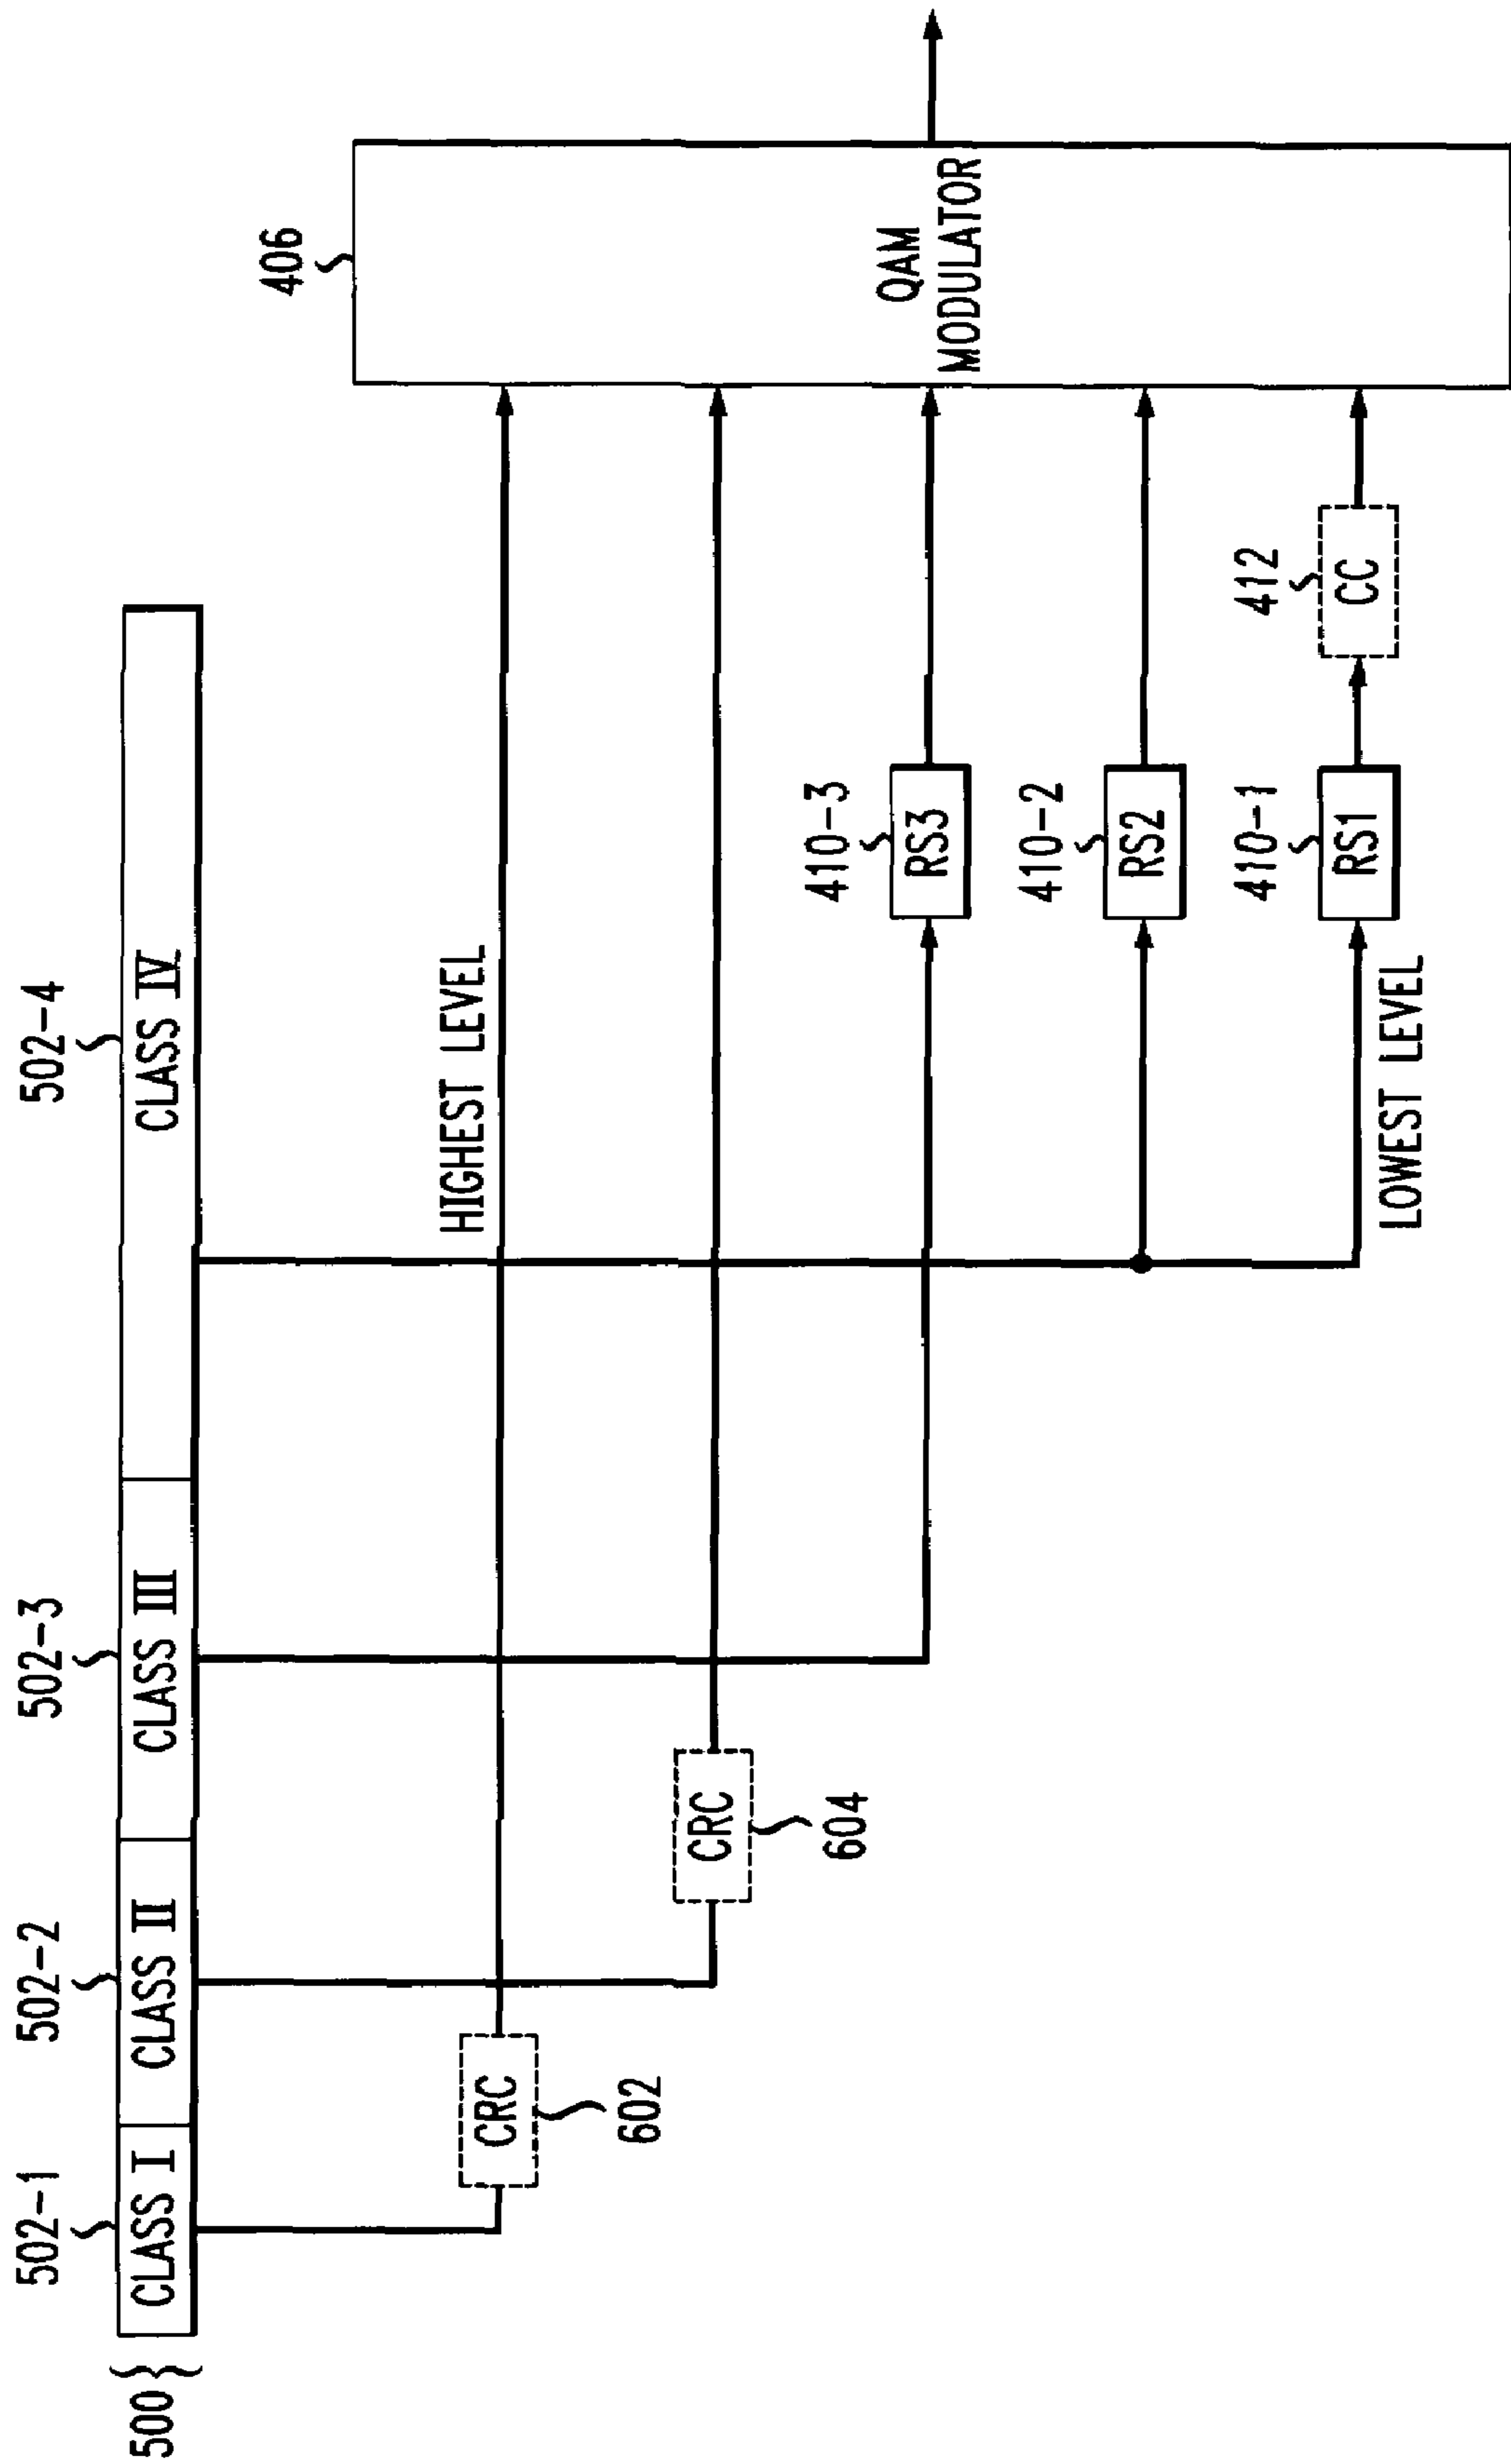 502-1
502-2
502-3
502-4
500
CLASS I
CLASS II
CLASS III
CLASS IV
406
HIGHEST LEVEL
CRC
602
CRC
604
QAM
MODULATOR
410-3
RS3
410-2
RS2
410-1
412
RS1
CC
LOWEST LEVEL